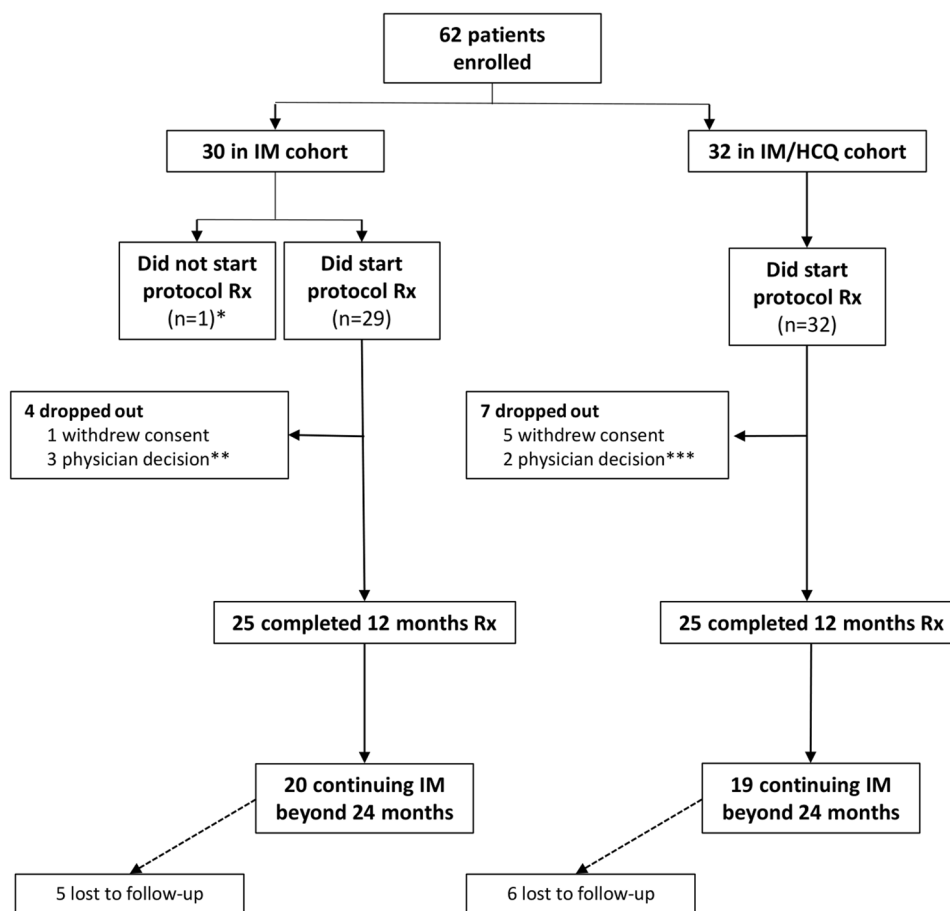 62 patients
enrolled
30 in IM cohort
32 in IM/HCQ cohort
Did not start
protocol Rx
(n=1)*
Did start
protocol Rx
(n=29)
Did start
protocol Rx
(n=32)
4 dropped out
1 withdrew consent
3 physician decision**
7 dropped out
5 withdrew consent
2 physician decision***
25 completed 12 months Rx
25 completed 12 months Rx
20 continuing IM
beyond 24 months
19 continuing IM
beyond 24 months
5 lost to follow-up
6 lost to follow-up